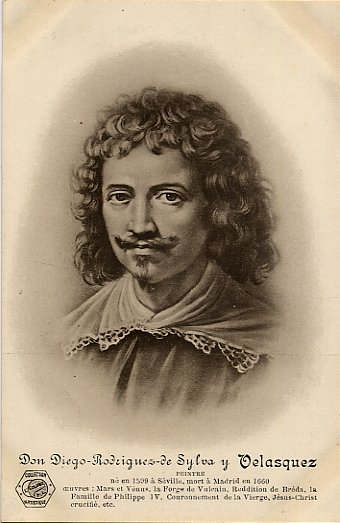 Don Diego-Rodriguez-de Sylva y Velasquez
PEINTRE
né en 1599 à Séville, mort à Madrid en 1660
œuvres : Mars et Vénus, la Forge de Vulcain, Reddition de Bréda, la
Famille de Philippe IV, Couronnement de la Vierge, Jésus-Christ
crucifié, etc.
COLLECTION
ARTISTIQUE